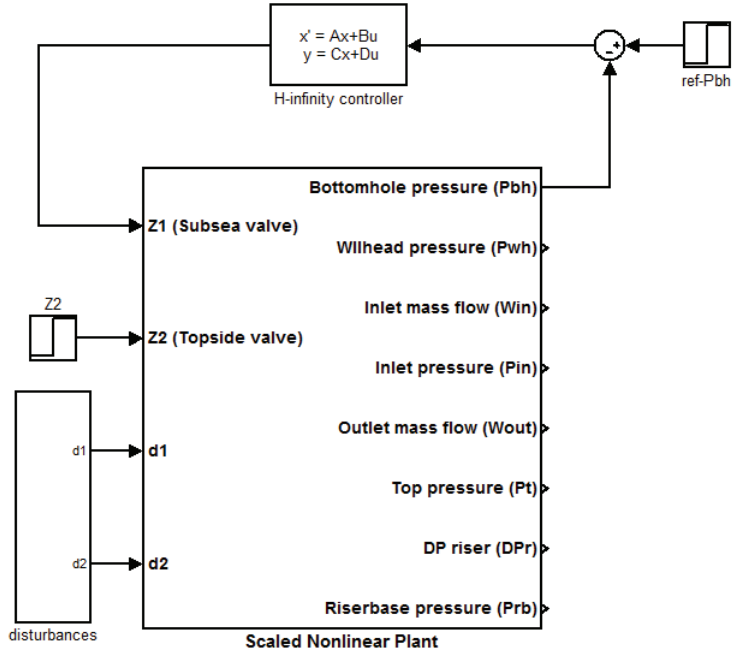 x' = Ax+Bu
y = Cx+Du
H-infinity controller
-
+
ref-Pbh
Bottomhole pressure (Pbh)
Z1 (Subsea valve)
Wllhead pressure (Pwh)
Z2
Inlet mass flow (Win)
Z2 (Topside valve)
Inlet pressure (Pin)
Outlet mass flow (Wout)
d1
d1
Top pressure (Pt)
DP riser (DPr)
d2
d2
Riserbase pressure (Prb)
disturbances
Scaled Nonlinear Plant